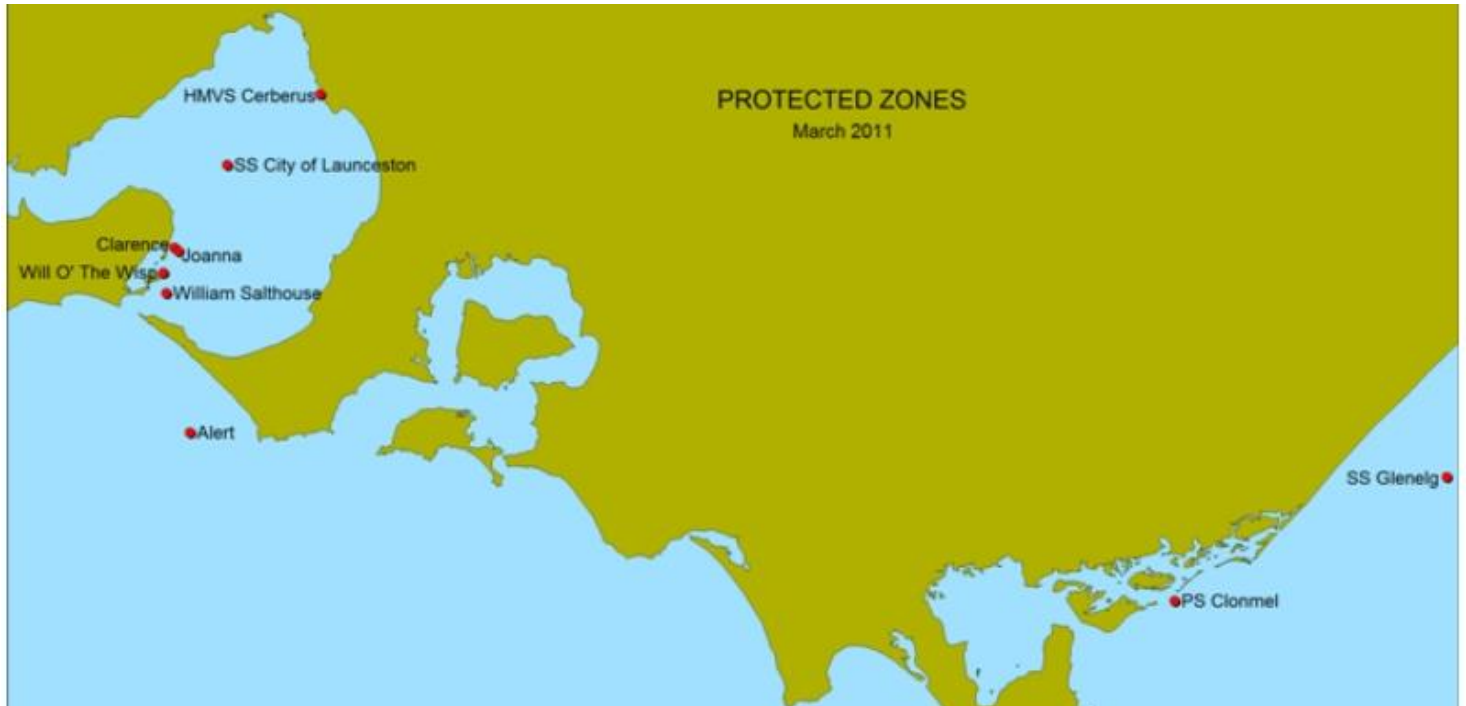 PROTECTED ZONES
March 2011
HMVS Cerberus
SS City of Launceston
Clarence
Joanna
Will O' The Wisp
William Salthouse
Alert
SS Glenelg
PS Clonmel